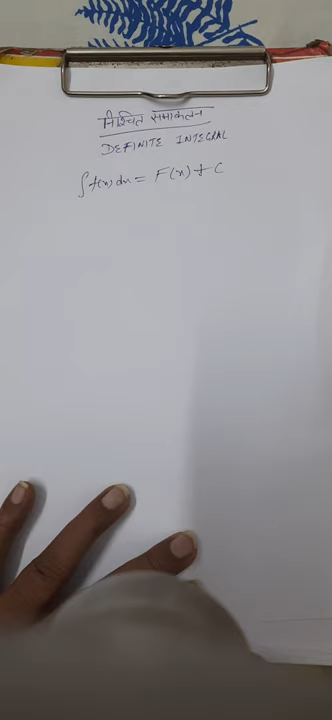 निश्चित समाकलन
DEFINITE INTEGRAL
∫f(x) dx = F(x) + C